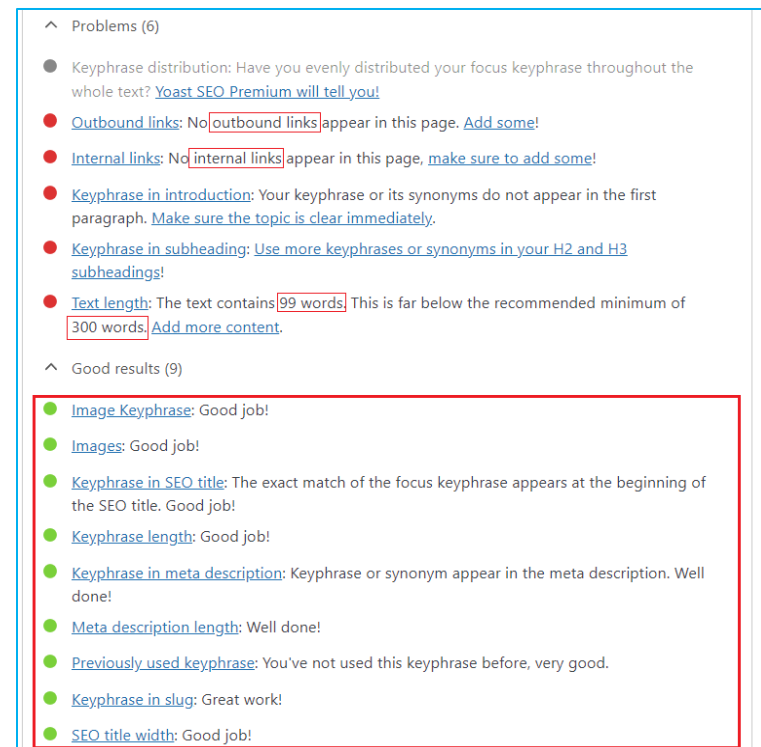 Problems (6)
Keyphrase distribution: Have you evenly distributed your focus keyphrase throughout the
whole text? Yoast SEO Premium will tell you!
Outbound links: No outbound links appear in this page. Add some!
Internal links: No internal links appear in this page, make sure to add some!
Keyphrase in introduction: Your keyphrase or its synonyms do not appear in the first
paragraph. Make sure the topic is clear immediately.
Keyphrase in subheading: Use more keyphrases or synonyms in your H2 and H3
subheadings!
Text length: The text contains 99 words. This is far below the recommended minimum of
300 words. Add more content.
Good results (9)
Image Keyphrase: Good job!
Images: Good job!
Keyphrase in SEO title: The exact match of the focus keyphrase appears at the beginning of
the SEO title. Good job!
Keyphrase length: Good job!
Keyphrase in meta description: Keyphrase or synonym appear in the meta description. Well
done!
Meta description length: Well done!
Previously used keyphrase: You've not used this keyphrase before, very good.
Keyphrase in slug: Great work!
SEO title width: Good job!